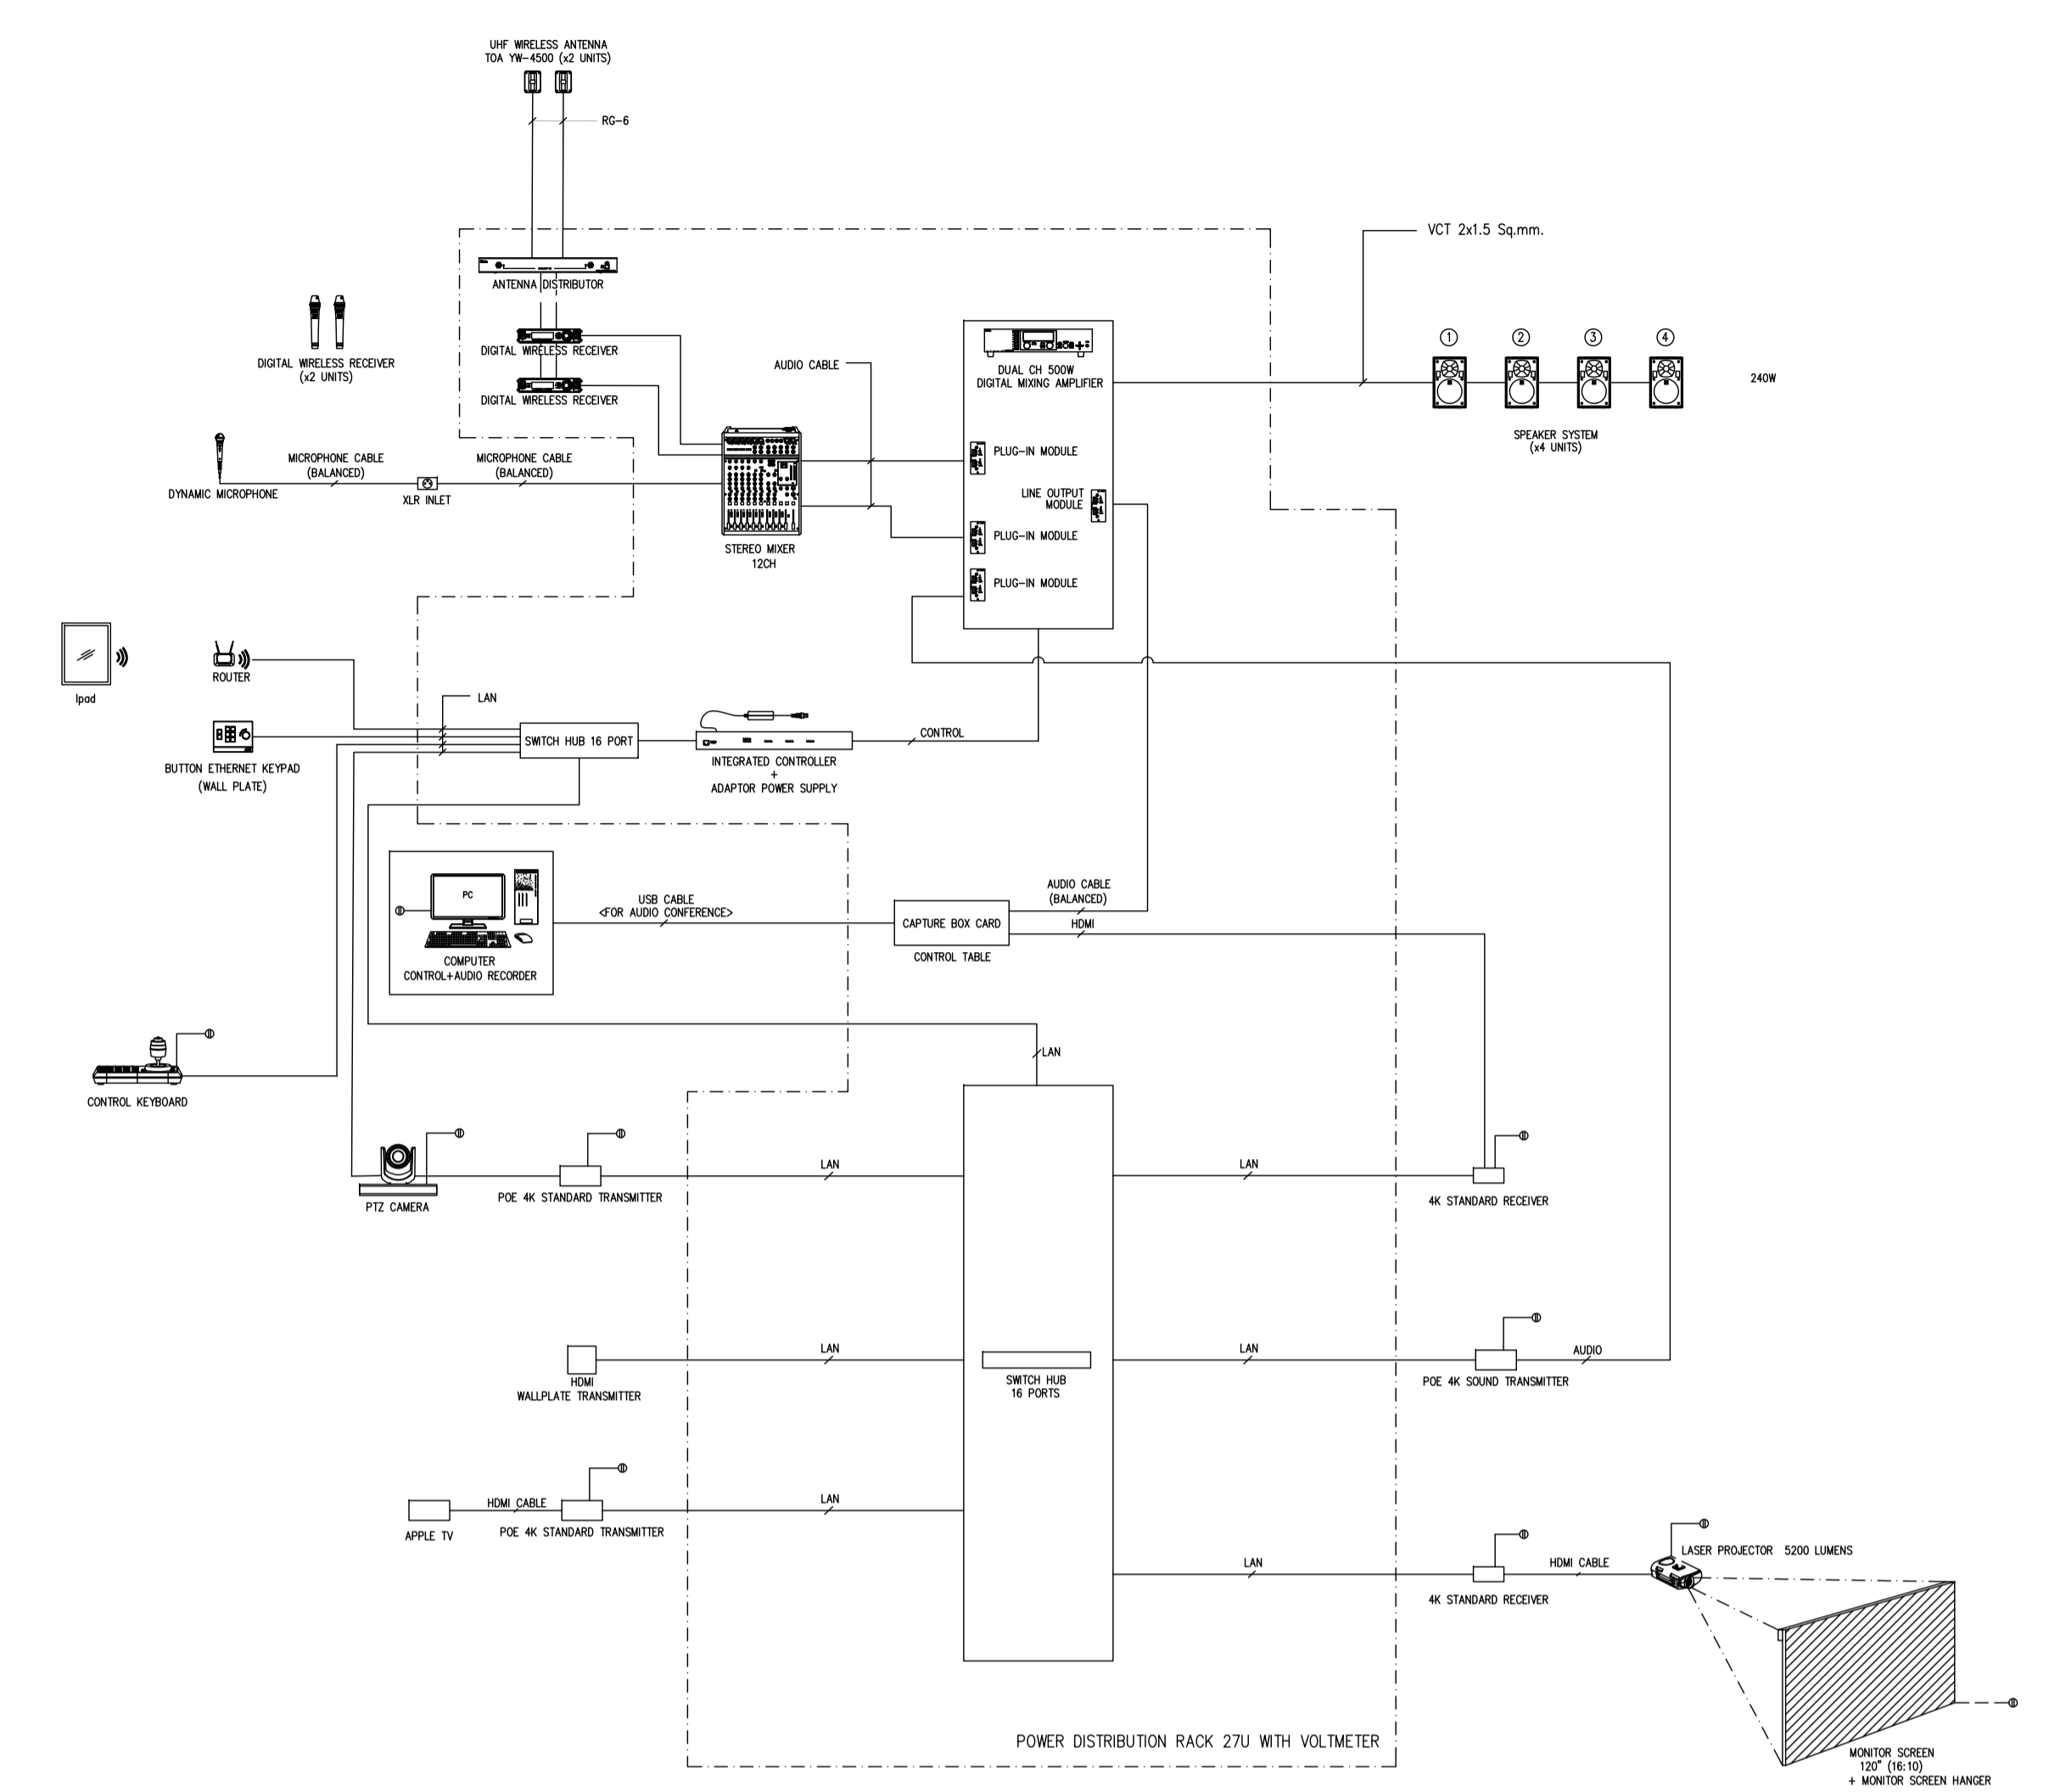 UHF WIRELESS ANTENNA
TOA YW-4500 (x2 UNITS)
RG-6
VCT 2x1.5 Sq.mm.
ANTENNA DISTRIBUTOR
DIGITAL WIRELESS RECEIVER
(x2 UNITS)
DIGITAL WIRELESS RECEIVER
DIGITAL WIRELESS RECEIVER
AUDIO CABLE
DUAL CH 500W
DIGITAL MIXING AMPLIFIER
1
2
3
4
240W
SPEAKER SYSTEM
(x4 UNITS)
DYNAMIC MICROPHONE
MICROPHONE CABLE
(BALANCED)
XLR INLET
MICROPHONE CABLE
(BALANCED)
STEREO MIXER
12CH
PLUG-IN MODULE
LINE OUTPUT
MODULE
PLUG-IN MODULE
PLUG-IN MODULE
Ipad
ROUTER
LAN
BUTTON ETHERNET KEYPAD
(WALL PLATE)
SWITCH HUB 16 PORT
INTEGRATED CONTROLLER
+
ADAPTOR POWER SUPPLY
CONTROL
PC
COMPUTER
CONTROL+AUDIO RECORDER
USB CABLE
<FOR AUDIO CONFERENCE>
CAPTURE BOX CARD
CONTROL TABLE
AUDIO CABLE
(BALANCED)
HDMI
CONTROL KEYBOARD
LAN
PTZ CAMERA
POE 4K STANDARD TRANSMITTER
LAN
LAN
4K STANDARD RECEIVER
HDMI
WALLPLATE TRANSMITTER
LAN
SWITCH HUB
16 PORTS
LAN
POE 4K SOUND TRANSMITTER
AUDIO
APPLE TV
HDMI CABLE
POE 4K STANDARD TRANSMITTER
LAN
LAN
4K STANDARD RECEIVER
HDMI CABLE
LASER PROJECTOR 5200 LUMENS
POWER DISTRIBUTION RACK 27U WITH VOLTMETER
MONITOR SCREEN
120" (16:10)
+ MONITOR SCREEN HANGER